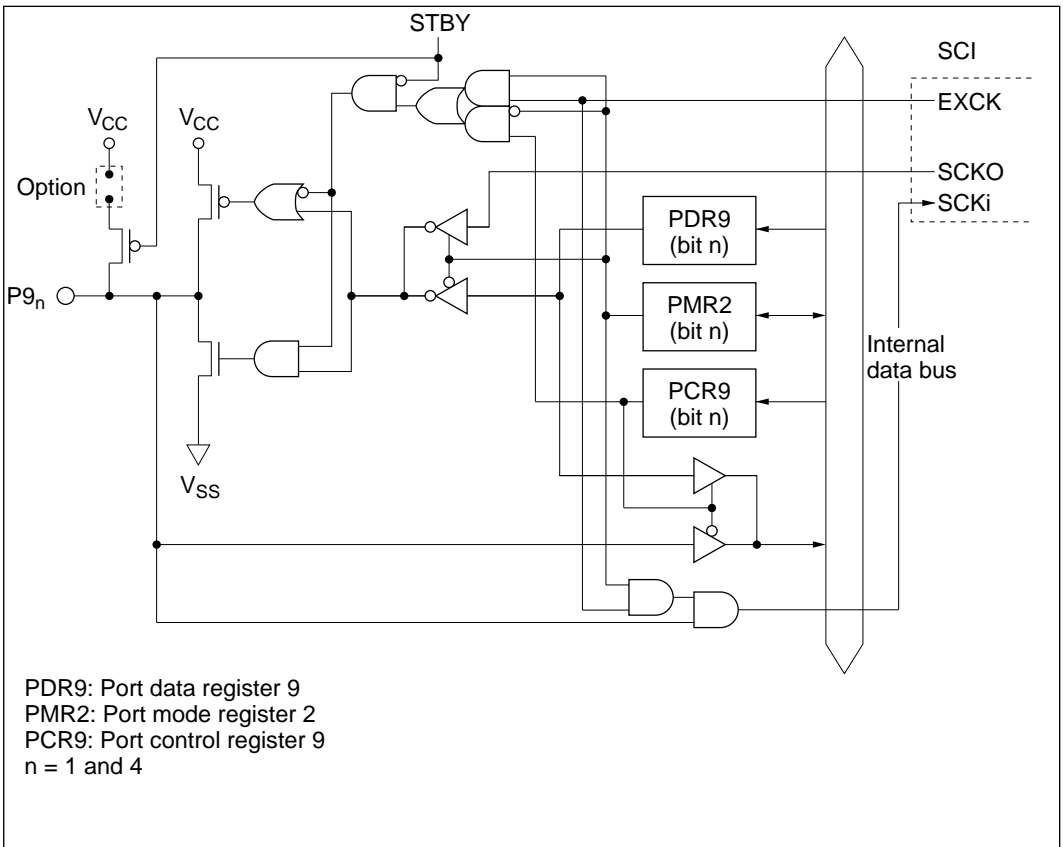 STBY
SCI
EXCK
VCC
VCC
Option
SCKO
SCKi
PDR9
(bit n)
P9n
PMR2
(bit n)
Internal
data bus
PCR9
(bit n)
VSS
PDR9: Port data register 9
PMR2: Port mode register 2
PCR9: Port control register 9
n = 1 and 4